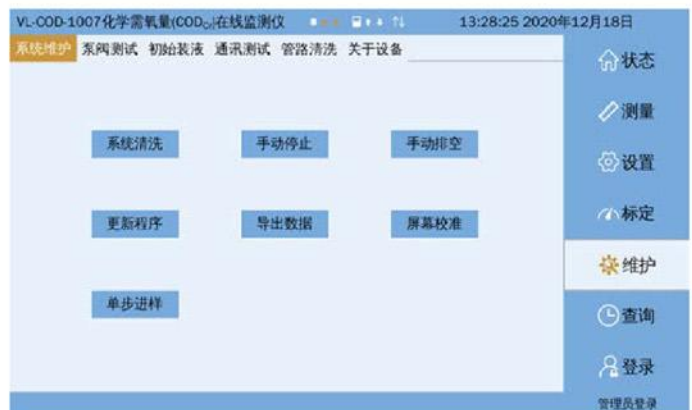 VL-COD-1007化学需氧量(CODcr)在线监测仪 13:28:25 2020年12月18日
系统维护 泵阀测试 初始装液 通讯测试 管路清洗 关于设备
状态
测量
系统清洗 手动停止 手动排空
设置
更新程序 导出数据 屏幕校准
标定
维护
单步进样
查询
登录
管理员登录